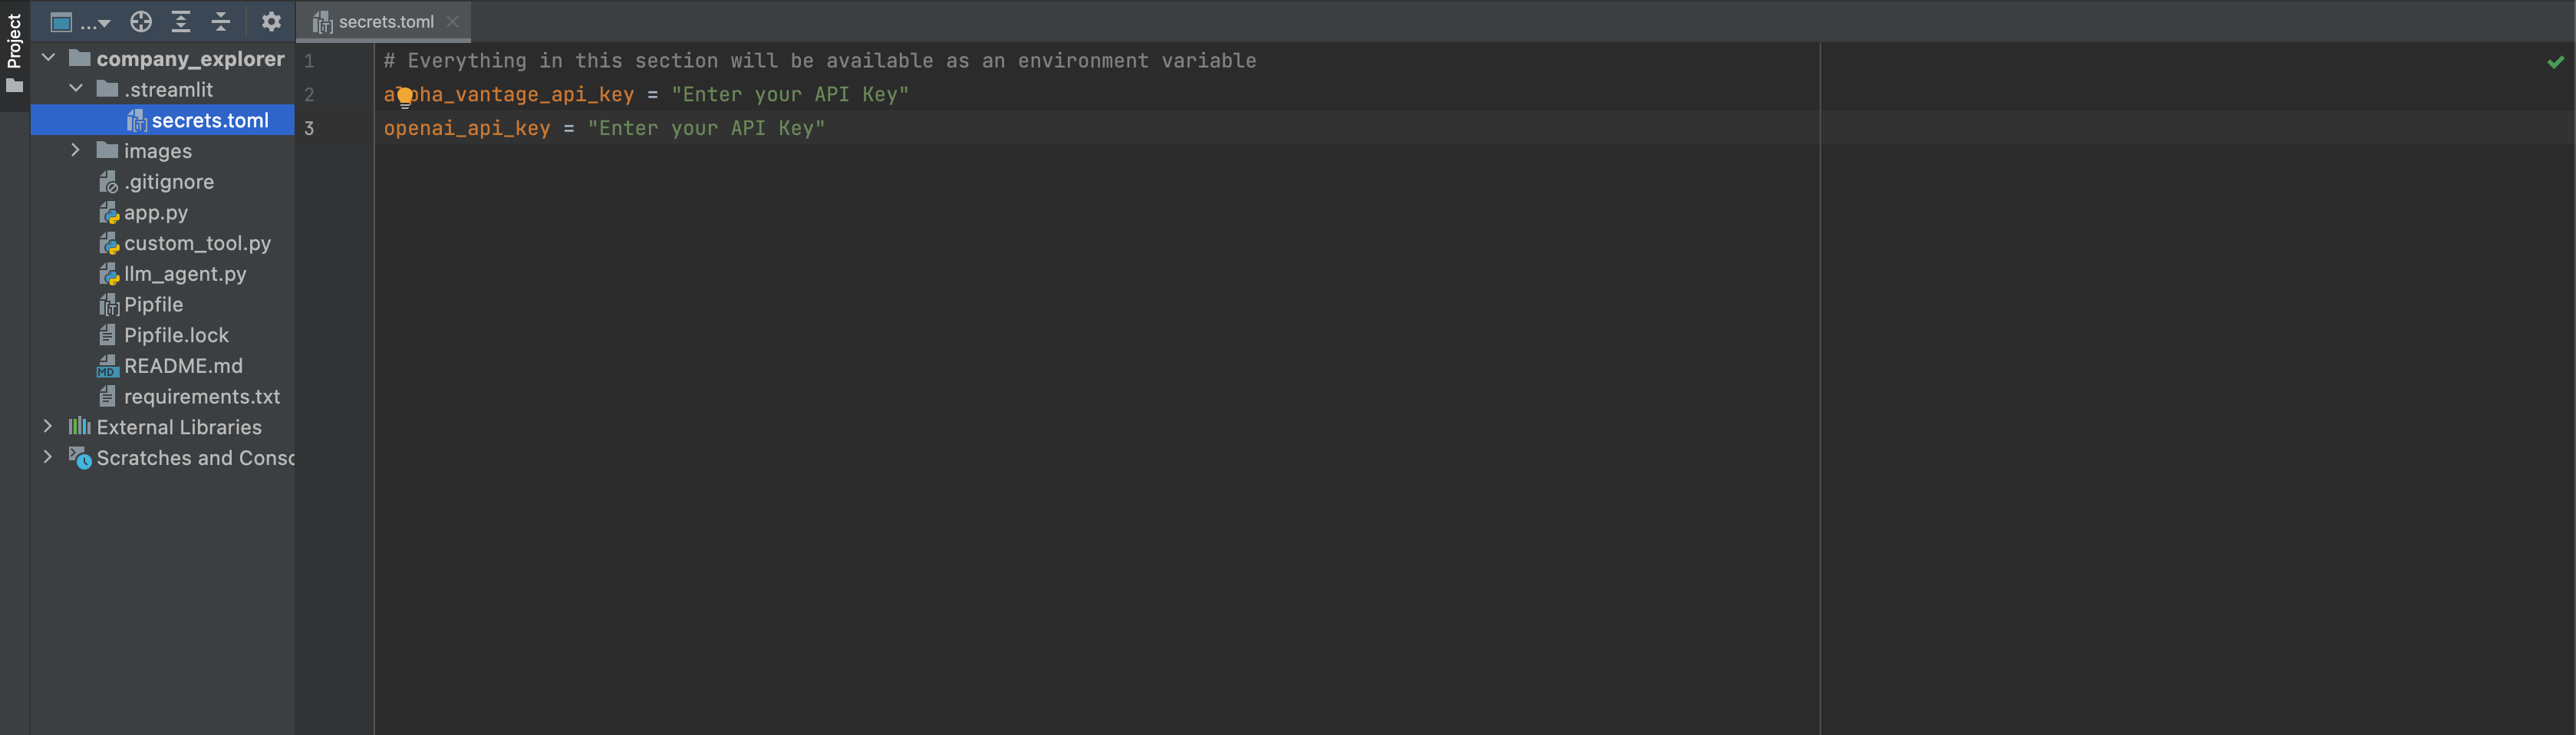 Project
...
secrets.toml
company_explorer
.streamlit
secrets.toml
images
.gitignore
app.py
custom_tool.py
llm_agent.py
Pipfile
Pipfile.lock
README.md
requirements.txt
External Libraries
Scratches and Consc
1 # Everything in this section will be available as an environment variable
2 alpha_vantage_api_key = "Enter your API Key"
3 openai_api_key = "Enter your API Key"